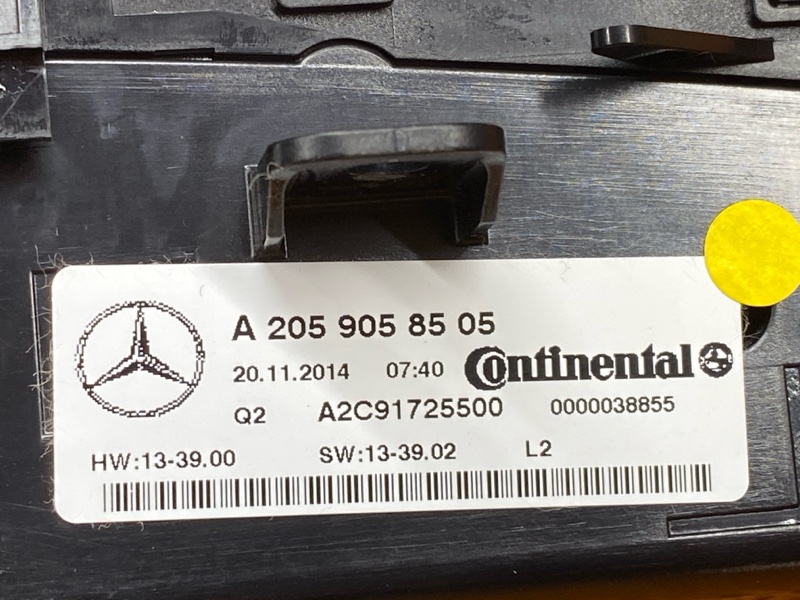 A 205 905 85 05
20.11.2014 07:40 Continental
Q2 A2C91725500 0000038855
HW:13-39.00 SW:13-39.02 L2